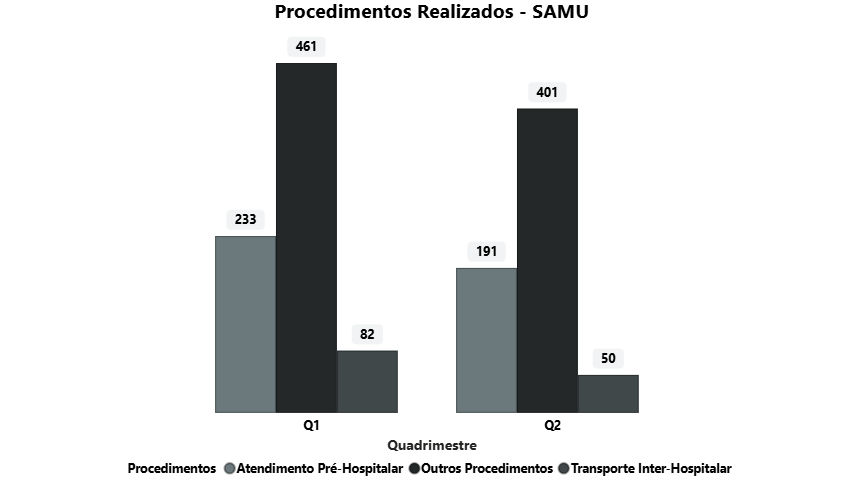 Procedimentos Realizados - SAMU
461
401
233
191
82
50
Q1 Q2
Quadrimestre
Procedimentos Atendimento Pré-Hospitalar Outros Procedimentos Transporte Inter-Hospitalar